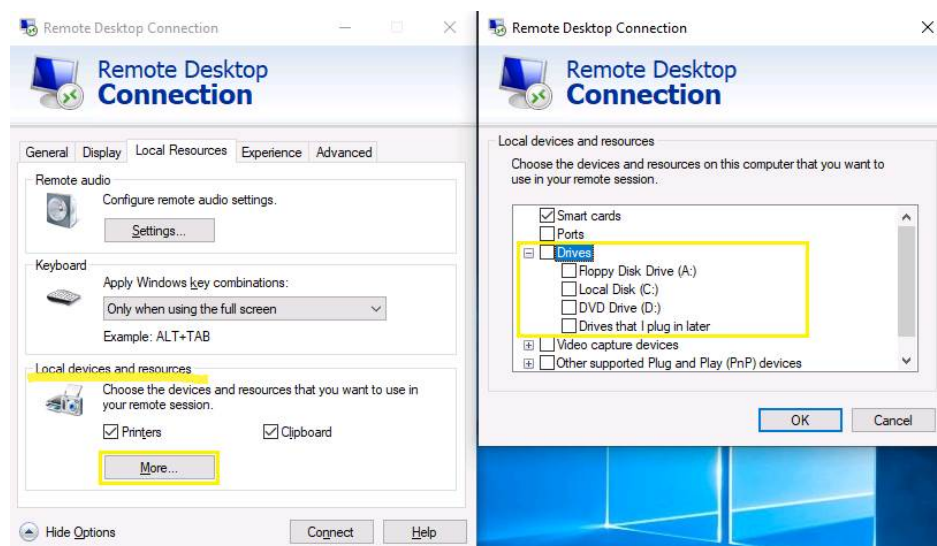 Remote Desktop Connection
Remote Desktop
Connection
General Display Local Resources Experience Advanced
Remote audio
Configure remote audio settings.
Settings...
Keyboard
Apply Windows key combinations:
Only when using the full screen
Example: ALT+TAB
Local devices and resources
Choose the devices and resources that you want to use in
your remote session.
Printers Clipboard
More...
Hide Options Connect Help
Remote Desktop Connection
Remote Desktop
Connection
Local devices and resources
Choose the devices and resources on this computer that you want to
use in your remote session.
Smart cards
Ports
Drives
Floppy Disk Drive (A:)
Local Disk (C:)
DVD Drive (D:)
Drives that I plug in later
Video capture devices
Other supported Plug and Play (PnP) devices
OK Cancel